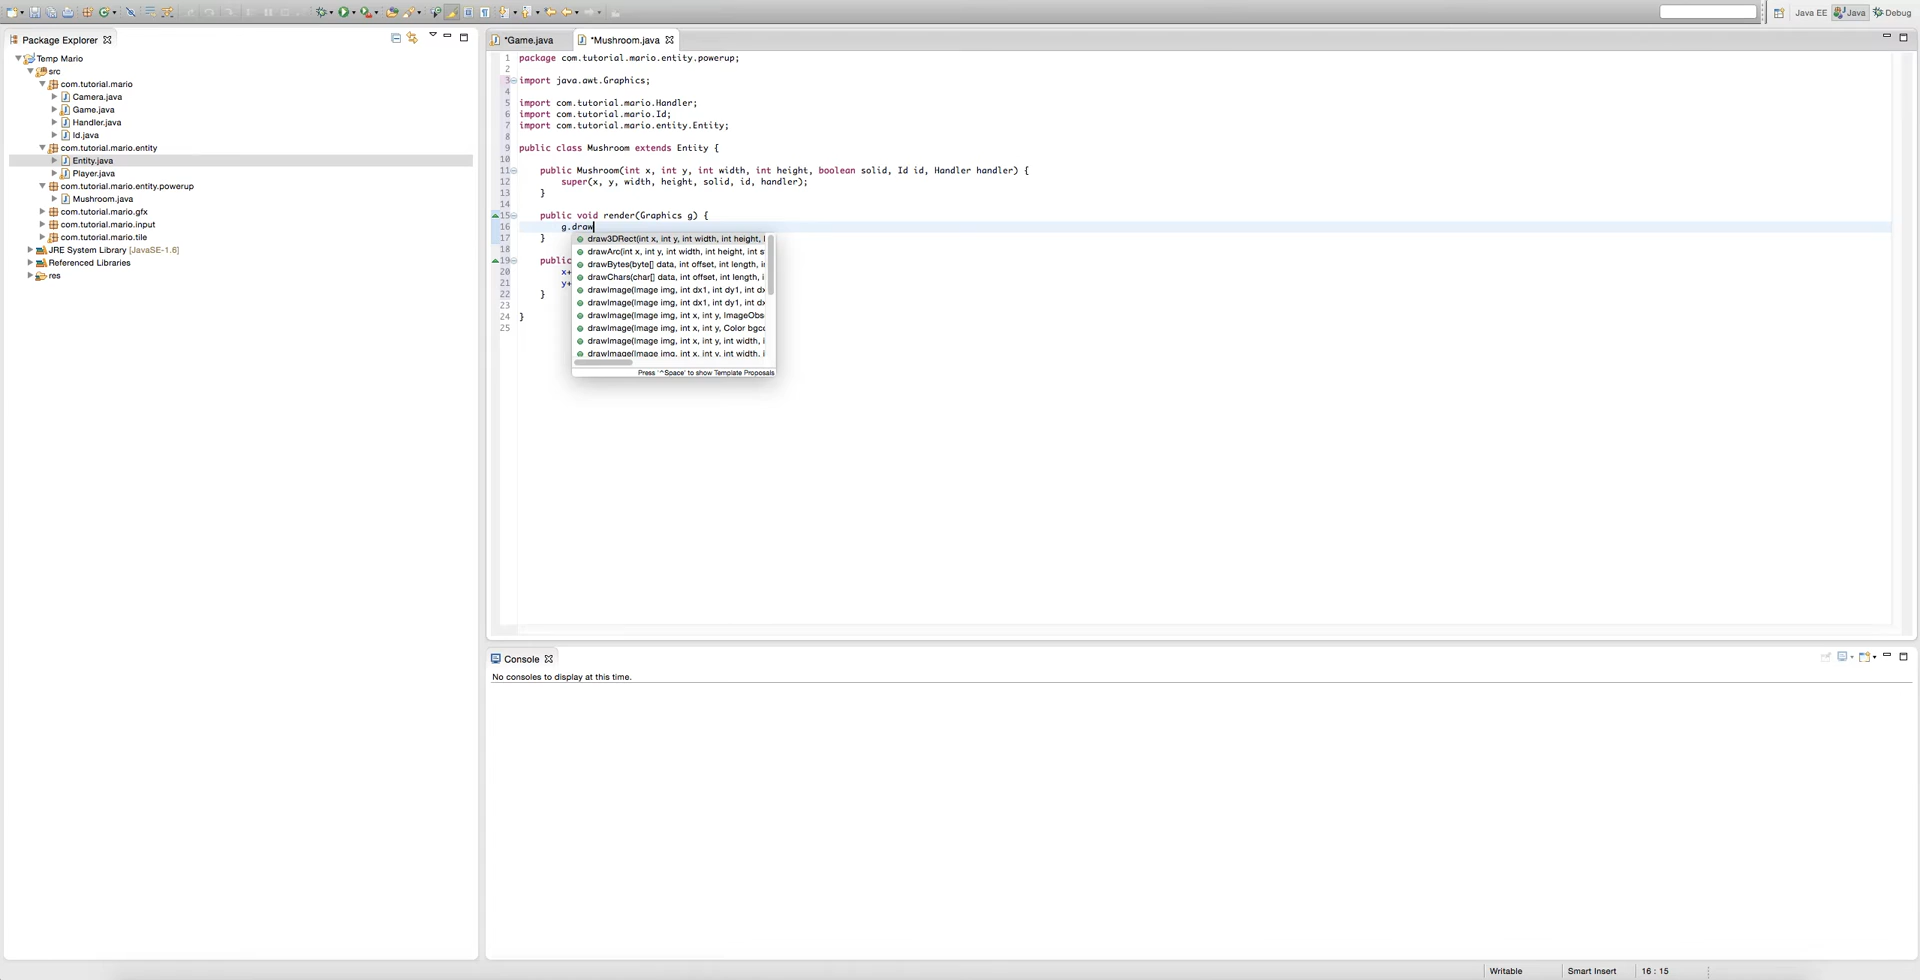 Java EE
Java
Debug
Package Explorer
Temp Mario
src
com.tutorial.mario
Camera.java
Game.java
Handler.java
Id.java
com.tutorial.mario.entity
Entity.java
Player.java
com.tutorial.mario.entity.powerup
Mushroom.java
com.tutorial.mario.gfx
com.tutorial.mario.input
com.tutorial.mario.tile
JRE System Library [JavaSE-1.6]
Referenced Libraries
res
*Game.java
*Mushroom.java
1 package com.tutorial.mario.entity.powerup;
2
3 import java.awt.Graphics;
4
5 import com.tutorial.mario.Handler;
6 import com.tutorial.mario.Id;
7 import com.tutorial.mario.entity.Entity;
8
9 public class Mushroom extends Entity {
10
11 public Mushroom(int x, int y, int width, int height, boolean solid, Id id, Handler handler) {
12 super(x, y, width, height, solid, id, handler);
13 }
14
15 public void render(Graphics g) {
16 g.draw
17 }
18
19 public
20 x+
21 y+
22 }
23
24 }
25
draw3DRect(int x, int y, int width, int height,
drawArc(int x, int y, int width, int height, int s
drawBytes(byte[] data, int offset, int length, i
drawChars(char[] data, int offset, int length, i
drawImage(Image img, int dx1, int dy1, int dx
drawImage(Image img, int dx1, int dy1, int dx
drawImage(Image img, int x, int y, ImageObs
drawImage(Image img, int x, int y, Color bgc
drawImage(Image img, int x, int y, int width, i
drawImage(Image img, int x, int y, int width, i
Press '^Space' to show Template Proposals
Console
No consoles to display at this time.
Writable
Smart Insert
16 : 15